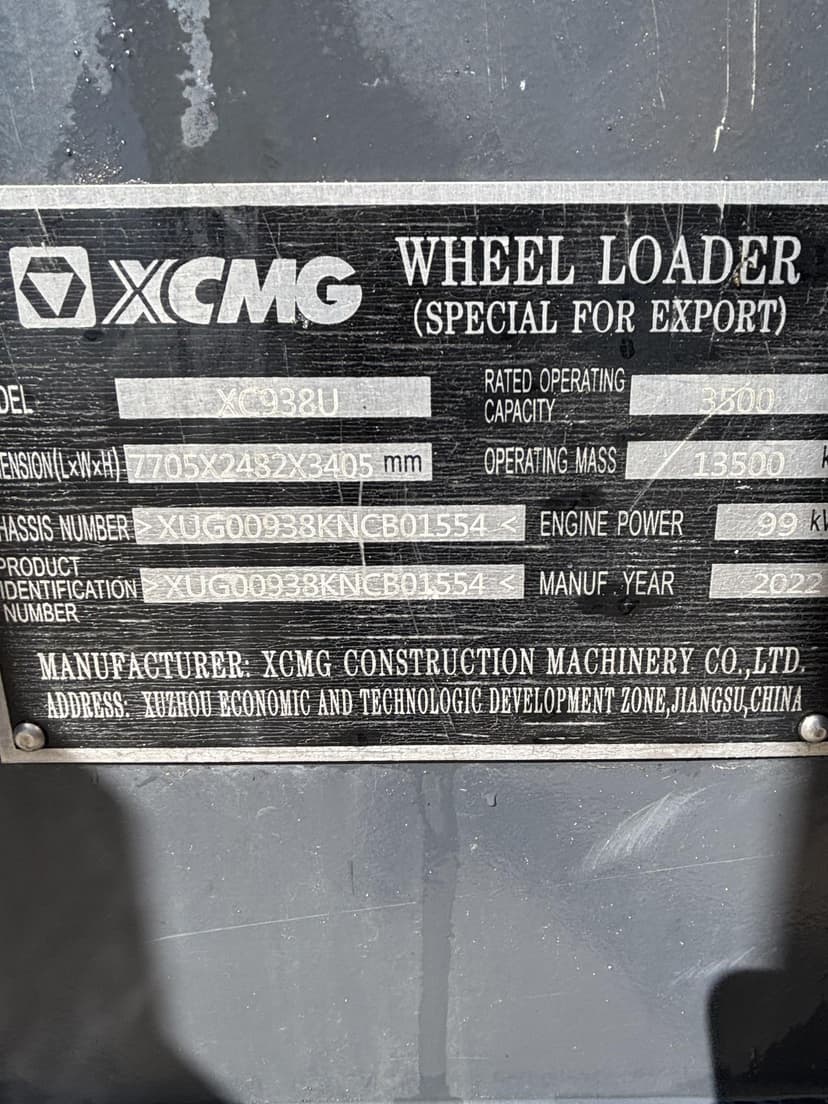 XCMG WHEEL LOADER
(SPECIAL FOR EXPORT)
DEL XC938U RATED OPERATING CAPACITY 3500
ENSION(LxWxH) 7705X2482X3405 mm OPERATING MASS 13500 k
HASSIS NUMBER >XUG00938KNCB01554< ENGINE POWER 99 kW
PRODUCT IDENTIFICATION NUMBER >XUG00938KNCB01554< MANUF.YEAR 2022
MANUFACTURER: XCMG CONSTRUCTION MACHINERY CO.,LTD.
ADDRESS: XUZHOU ECONOMIC AND TECHNOLOGIC DEVELOPMENT ZONE,JIANGSU,CHINA